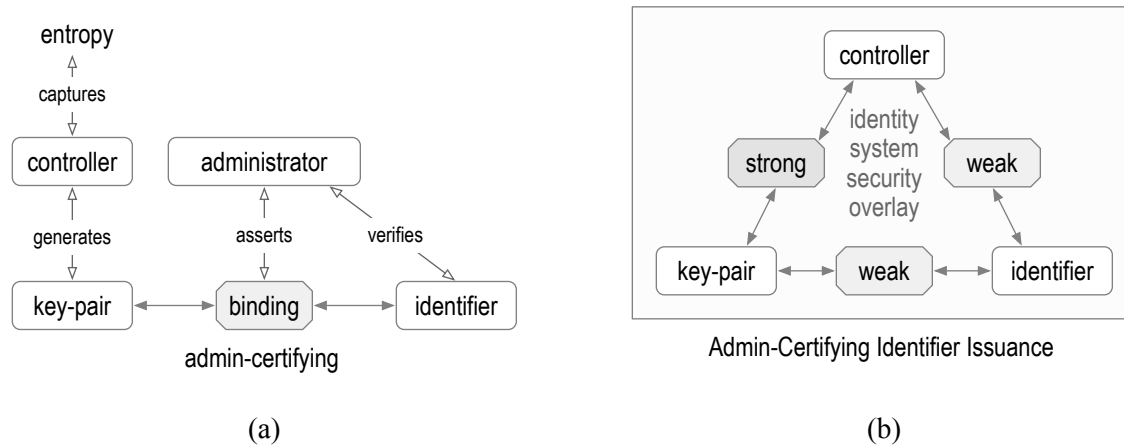 entropy
captures
controller
administrator
generates
asserts
verifies
key-pair
binding
identifier
admin-certifying
(a)
controller
identity
system
security
overlay
strong
weak
key-pair
weak
identifier
Admin-Certifying Identifier Issuance
(b)